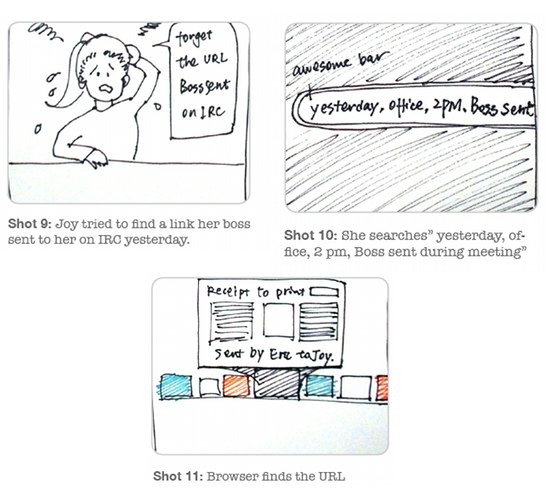 forget
the URL
Boss sent
on IRC
Shot 9: Joy tried to find a link her boss
sent to her on IRC yesterday.
awesome bar
yesterday, office, 2PM, Boss sent
Shot 10: She searches” yesterday, of-
fice, 2 pm, Boss sent during meeting”
Receipt to print
Sent by Eric to Joy.
Shot 11: Browser finds the URL